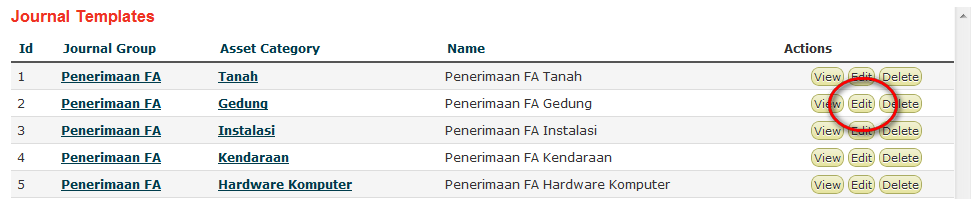 Journal Templates
Id Journal Group Asset Category Name Actions
1 Penerimaan FA Tanah Penerimaan FA Tanah View Edit Delete
2 Penerimaan FA Gedung Penerimaan FA Gedung View Edit Delete
3 Penerimaan FA Instalasi Penerimaan FA Instalasi View Edit Delete
4 Penerimaan FA Kendaraan Penerimaan FA Kendaraan View Edit Delete
5 Penerimaan FA Hardware Komputer Penerimaan FA Hardware Komputer View Edit Delete